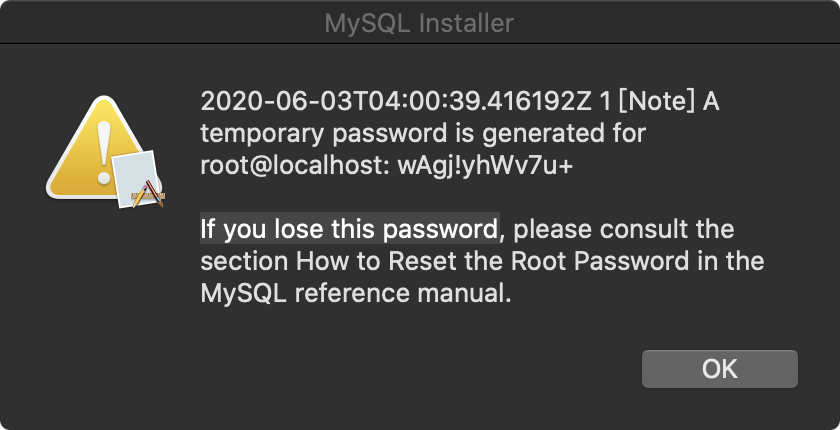 MySQL Installer
2020-06-03T04:00:39.416192Z 1 [Note] A
temporary password is generated for
root@localhost: wAgj!yhWv7u+
If you lose this password, please consult the
section How to Reset the Root Password in the
MySQL reference manual.
OK